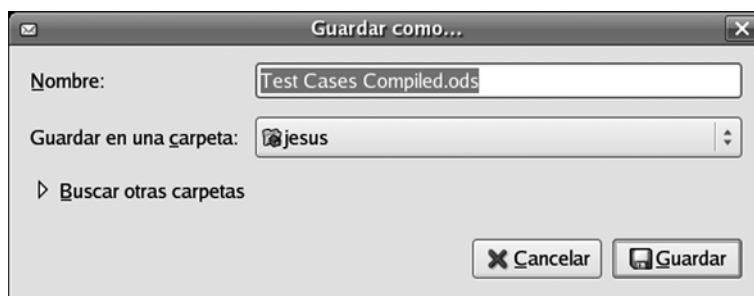 Guardar como...
Nombre:
Test Cases Compiled.ods
Guardar en una carpeta:
jesus
Buscar otras carpetas
Cancelar
Guardar